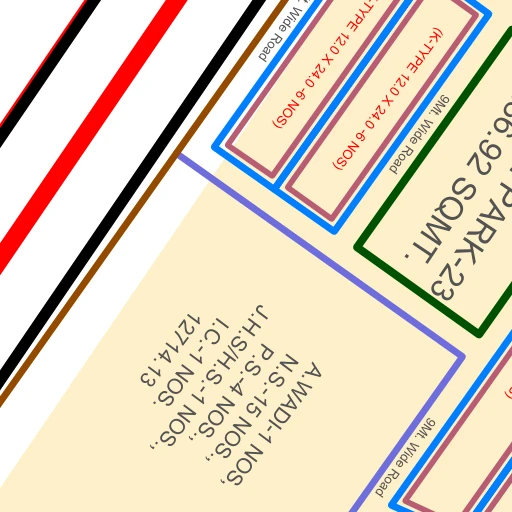 Wide Road
-TYPE 12.0 X 24.0 -6 NOS)
(K-TYPE 12.0 X 24.0 -6 NOS)
9Mt. Wide Road
PARK-23
6.92 SQMT.
A.WADI-1 NOS,
N.S-15 NOS,
P.S.-4 NOS.,
J.H.S/H.S.-1 NOS.,
I.C.-1 NOS.
12714.13
9Mt. Wide Road